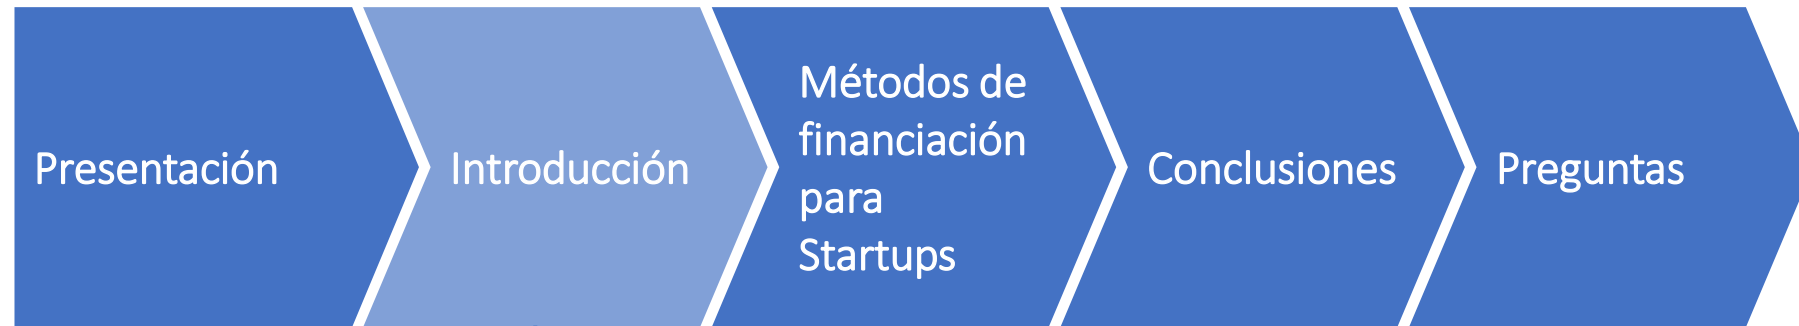 Presentación
Introducción
Métodos de
financiación
para
Startups
Conclusiones
Preguntas